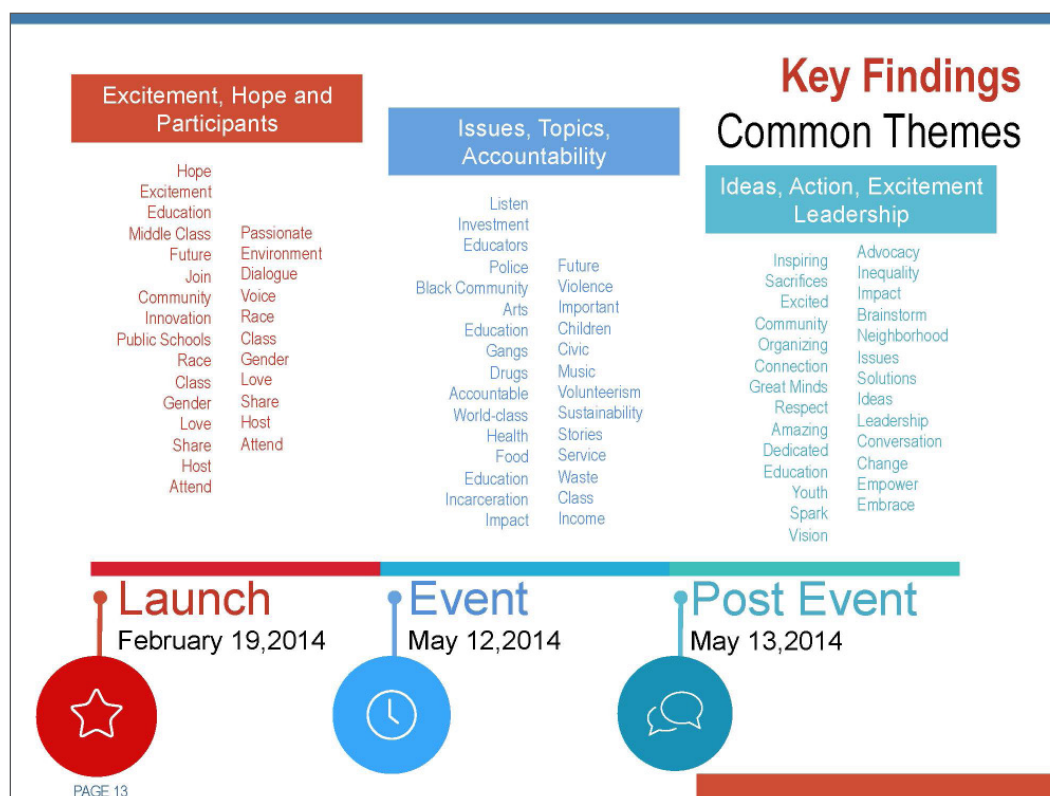 Key Findings
Common Themes
Excitement, Hope and
Participants
Hope
Excitement
Education
Middle Class
Future
Join
Community
Innovation
Public Schools
Race
Class
Gender
Love
Share
Host
Attend
Passionate
Environment
Dialogue
Voice
Race
Class
Gender
Love
Share
Host
Attend
Issues, Topics,
Accountability
Listen
Investment
Educators
Police
Black Community
Arts
Education
Gangs
Drugs
Accountable
World-class
Health
Food
Education
Incarceration
Impact
Future
Violence
Important
Children
Civic
Music
Volunteerism
Sustainability
Stories
Service
Waste
Class
Income
Ideas, Action, Excitement
Leadership
Inspiring
Sacrifices
Excited
Community
Organizing
Connection
Great Minds
Respect
Amazing
Dedicated
Education
Youth
Spark
Vision
Advocacy
Inequality
Impact
Brainstorm
Neighborhood
Issues
Solutions
Ideas
Leadership
Conversation
Change
Empower
Embrace
Launch
February 19,2014
Event
May 12,2014
Post Event
May 13,2014
PAGE 13